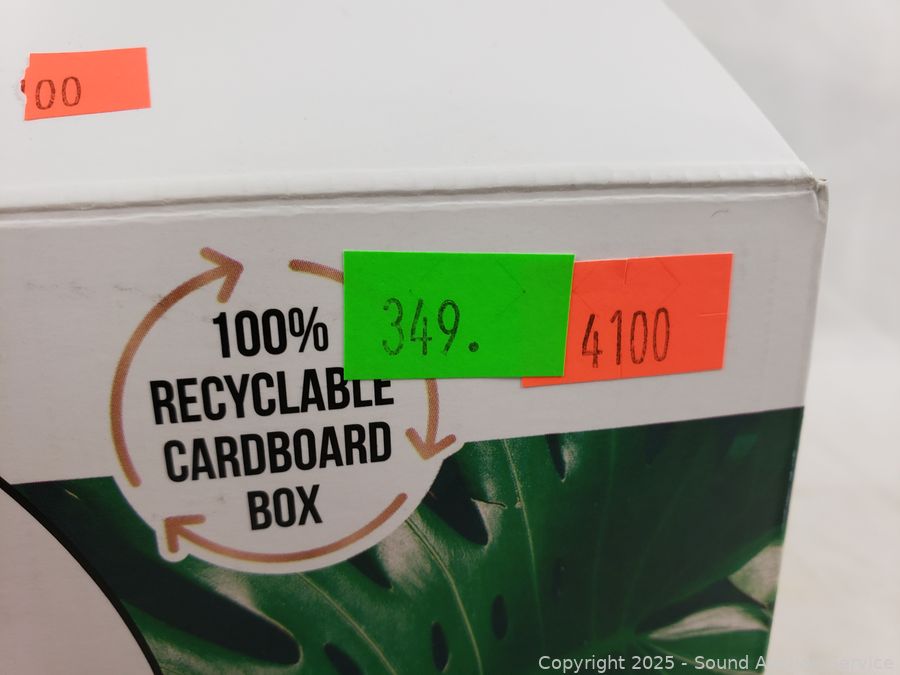 00
349.
4100
100%
RECYCLABLE
CARDBOARD
BOX
Copyright 2025 - Sound Auction Service